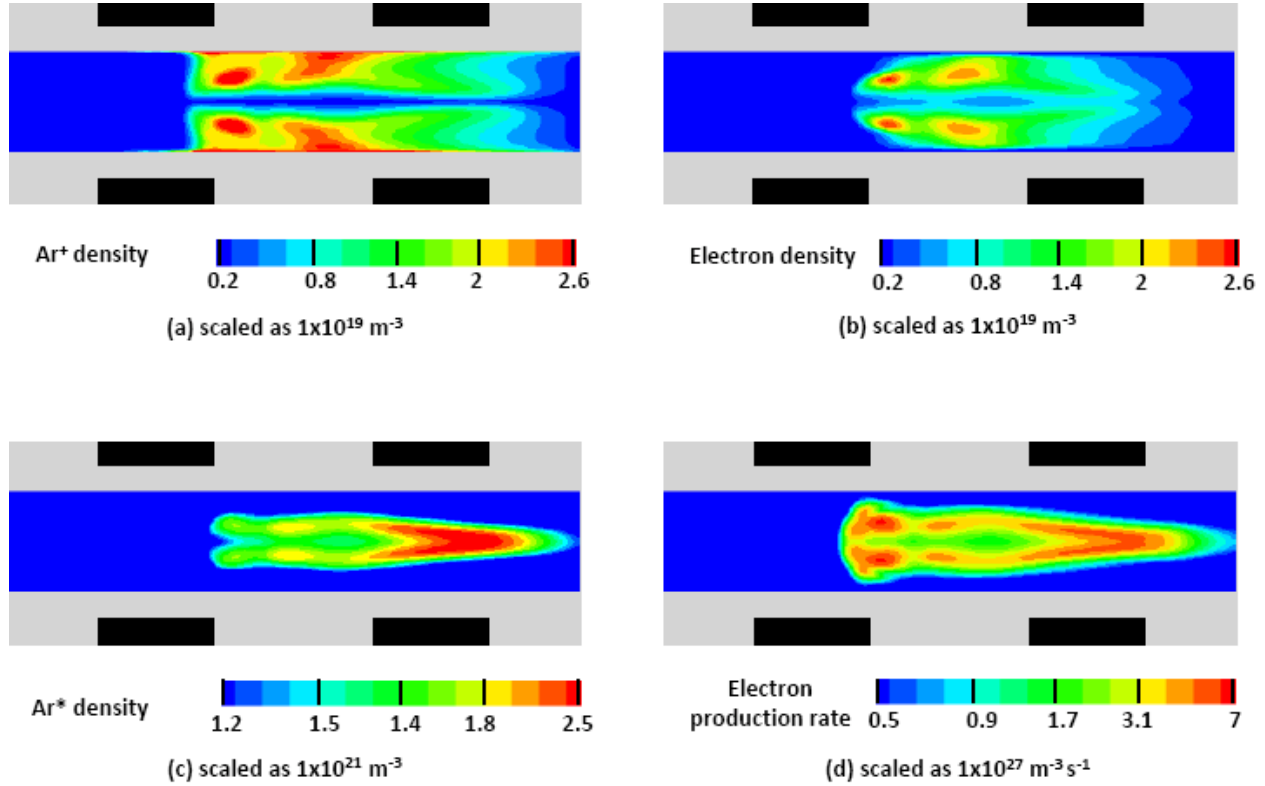 Ar⁺ density
0.2 0.8 1.4 2 2.6
(a) scaled as 1x10¹⁹ m⁻³
Electron density
0.2 0.8 1.4 2 2.6
(b) scaled as 1x10¹⁹ m⁻³
Ar* density
1.2 1.5 1.4 1.8 2.5
(c) scaled as 1x10²¹ m⁻³
Electron
production rate
0.5 0.9 1.7 3.1 7
(d) scaled as 1x10²⁷ m⁻³ s⁻¹